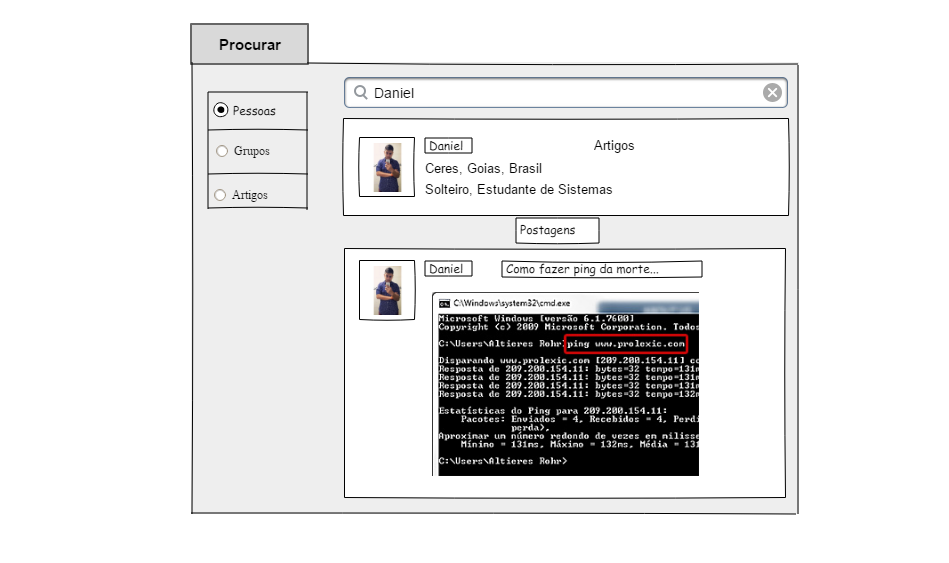 Procurar
Daniel
Pessoas
Grupos
Artigos
Daniel
Artigos
Ceres, Goias, Brasil
Solteiro, Estudante de Sistemas
Postagens
Daniel
Como fazer ping da morte...
C:\Windows\system32\cmd.exe
Microsoft Windows [versão 6.1.7600]
Copyright (c) 2009 Microsoft Corporation. Todos
C:\Users\Altieres Rohr>ping www.prolexic.com
Disparando www.prolexic.com [209.200.154.11] co
Resposta de 209.200.154.11: bytes=32 tempo=131m
Resposta de 209.200.154.11: bytes=32 tempo=131m
Resposta de 209.200.154.11: bytes=32 tempo=131m
Resposta de 209.200.154.11: bytes=32 tempo=132m
Estatísticas do Ping para 209.200.154.11:
Pacotes: Enviados = 4, Recebidos = 4, Perdi
perda),
Aproximar um número redondo de vezes em milisse
Mínimo = 131ms, Máximo = 132ms, Média = 131
C:\Users\Altieres Rohr>